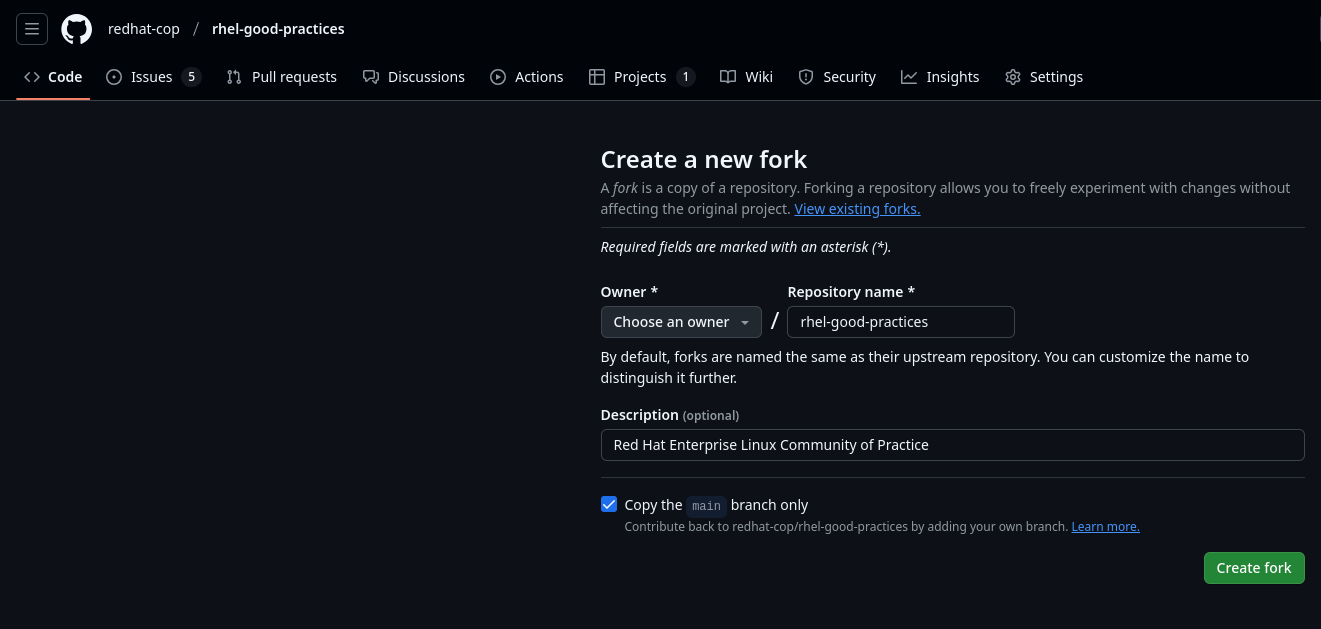 redhat-cop / rhel-good-practices
Code Issues 5 Pull requests Discussions Actions Projects 1 Wiki Security Insights Settings
Create a new fork
A fork is a copy of a repository. Forking a repository allows you to freely experiment with changes without
affecting the original project. View existing forks.
Required fields are marked with an asterisk (*).
Owner * Repository name *
Choose an owner / rhel-good-practices
By default, forks are named the same as their upstream repository. You can customize the name to
distinguish it further.
Description (optional)
Red Hat Enterprise Linux Community of Practice
Copy the main branch only
Contribute back to redhat-cop/rhel-good-practices by adding your own branch. Learn more.
Create fork